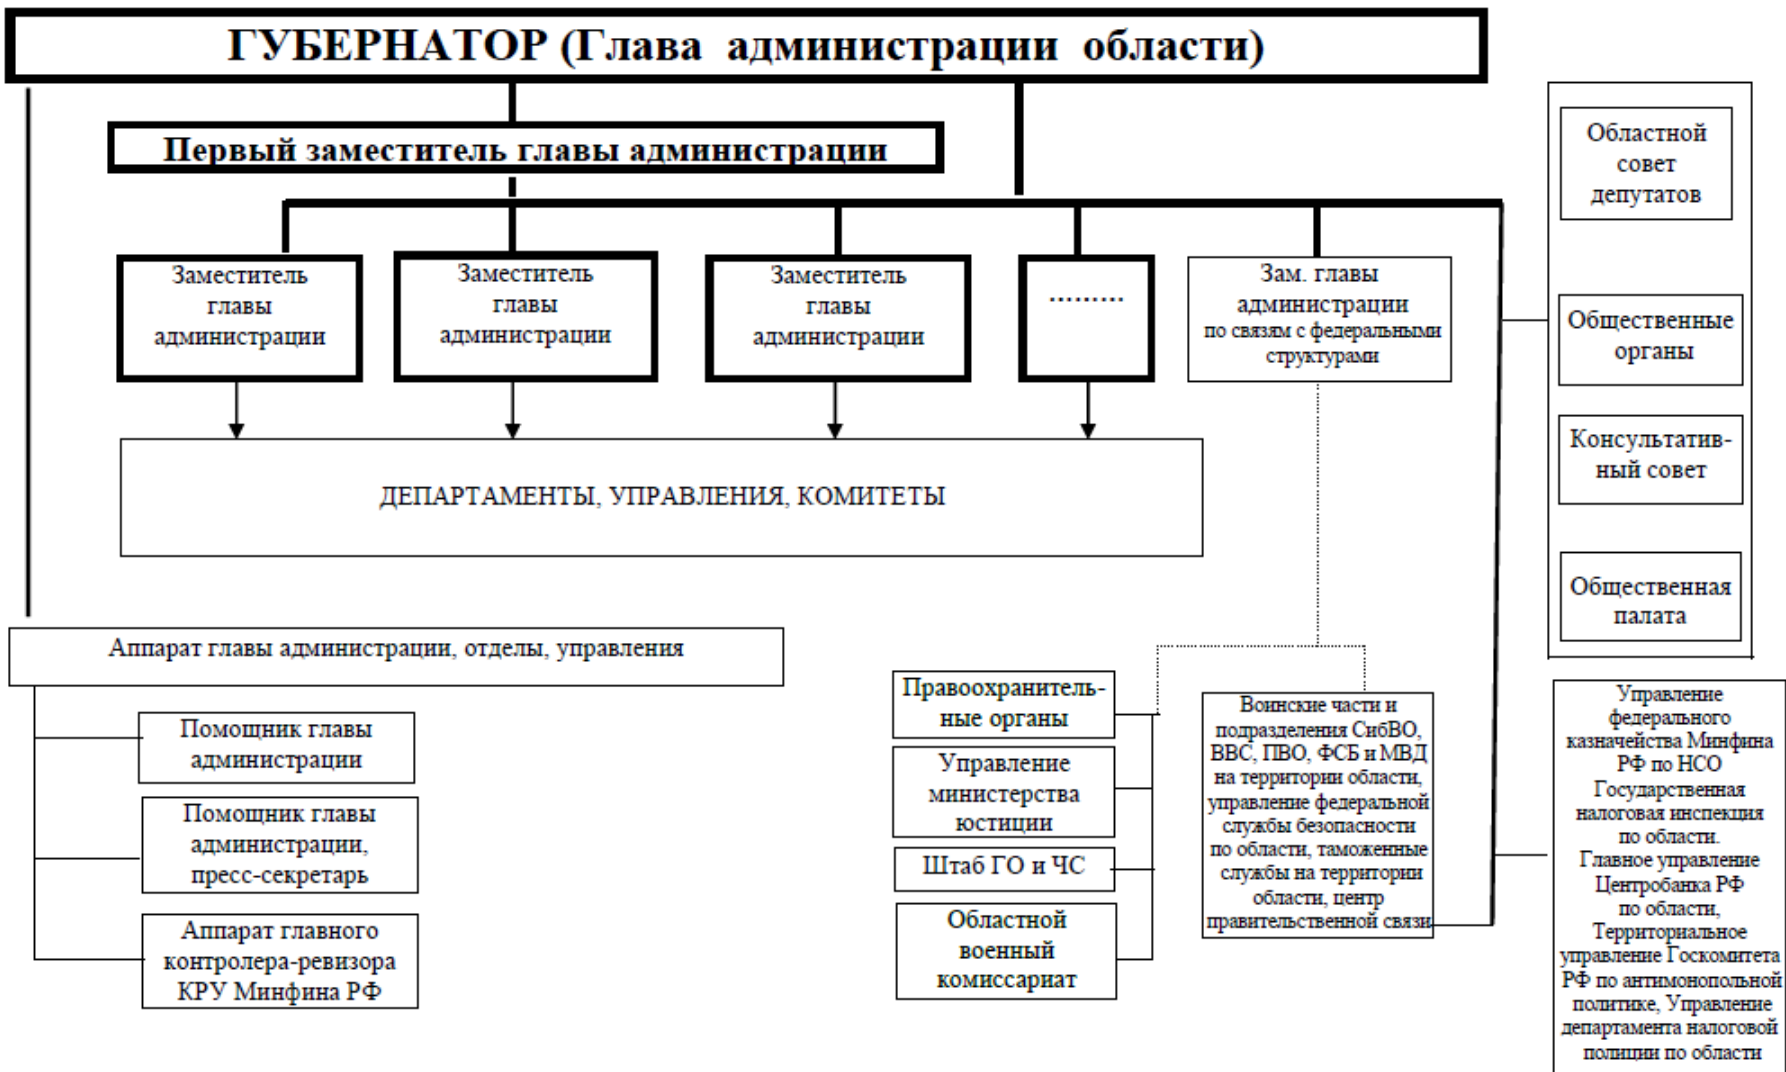 ГУБЕРНАТОР (Глава администрации области)
Первый заместитель главы администрации
Заместитель
главы
администрации
Заместитель
главы
администрации
Заместитель
главы
администрации
.........
Зам. главы
администрации
по связям с федеральными
структурами
Областной
совет
депутатов
Общественные
органы
Консультатив-
ный совет
Общественная
палата
ДЕПАРТАМЕНТЫ, УПРАВЛЕНИЯ, КОМИТЕТЫ
Аппарат главы администрации, отделы, управления
Помощник главы
администрации
Помощник главы
администрации,
пресс-секретарь
Аппарат главного
контролера-ревизора
КРУ Минфина РФ
Правоохранитель-
ные органы
Управление
министерства
юстиции
Штаб ГО и ЧС
Областной
военный
комиссариат
Воинские части и
подразделения СибВО,
ВВС, ПВО, ФСБ и МВД
на территории области,
управление федеральной
службы безопасности
по области, таможенные
службы на территории
области, центр
правительственной связи
Управление
федерального
казначейства Минфина
РФ по НСО
Государственная
налоговая инспекция
по области.
Главное управление
Центробанка РФ
по области,
Территориальное
управление Госкомитета
РФ по антимонопольной
политике, Управление
департамента налоговой
полиции по области